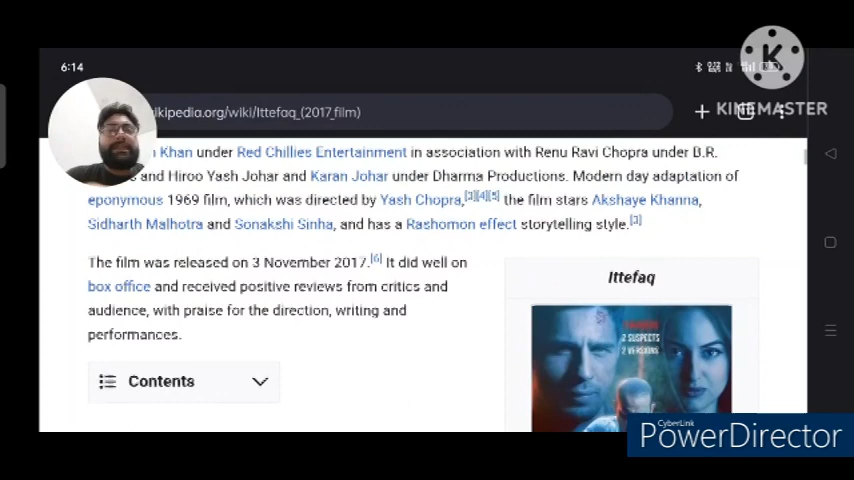 6:14
KINEMASTER
ikipedia.org/wiki/Ittefaq_(2017_film)
Khan under Red Chillies Entertainment in association with Renu Ravi Chopra under B.R.
and Hiroo Yash Johar and Karan Johar under Dharma Productions. Modern day adaptation of
eponymous 1969 film, which was directed by Yash Chopra,[3][4][5] the film stars Akshaye Khanna,
Sidharth Malhotra and Sonakshi Sinha, and has a Rashomon effect storytelling style.[3]
The film was released on 3 November 2017.[6] It did well on
box office and received positive reviews from critics and
audience, with praise for the direction, writing and
performances.
Contents
Ittefaq
2 SUSPECTS
2 VERSIONS
CyberLink
PowerDirector